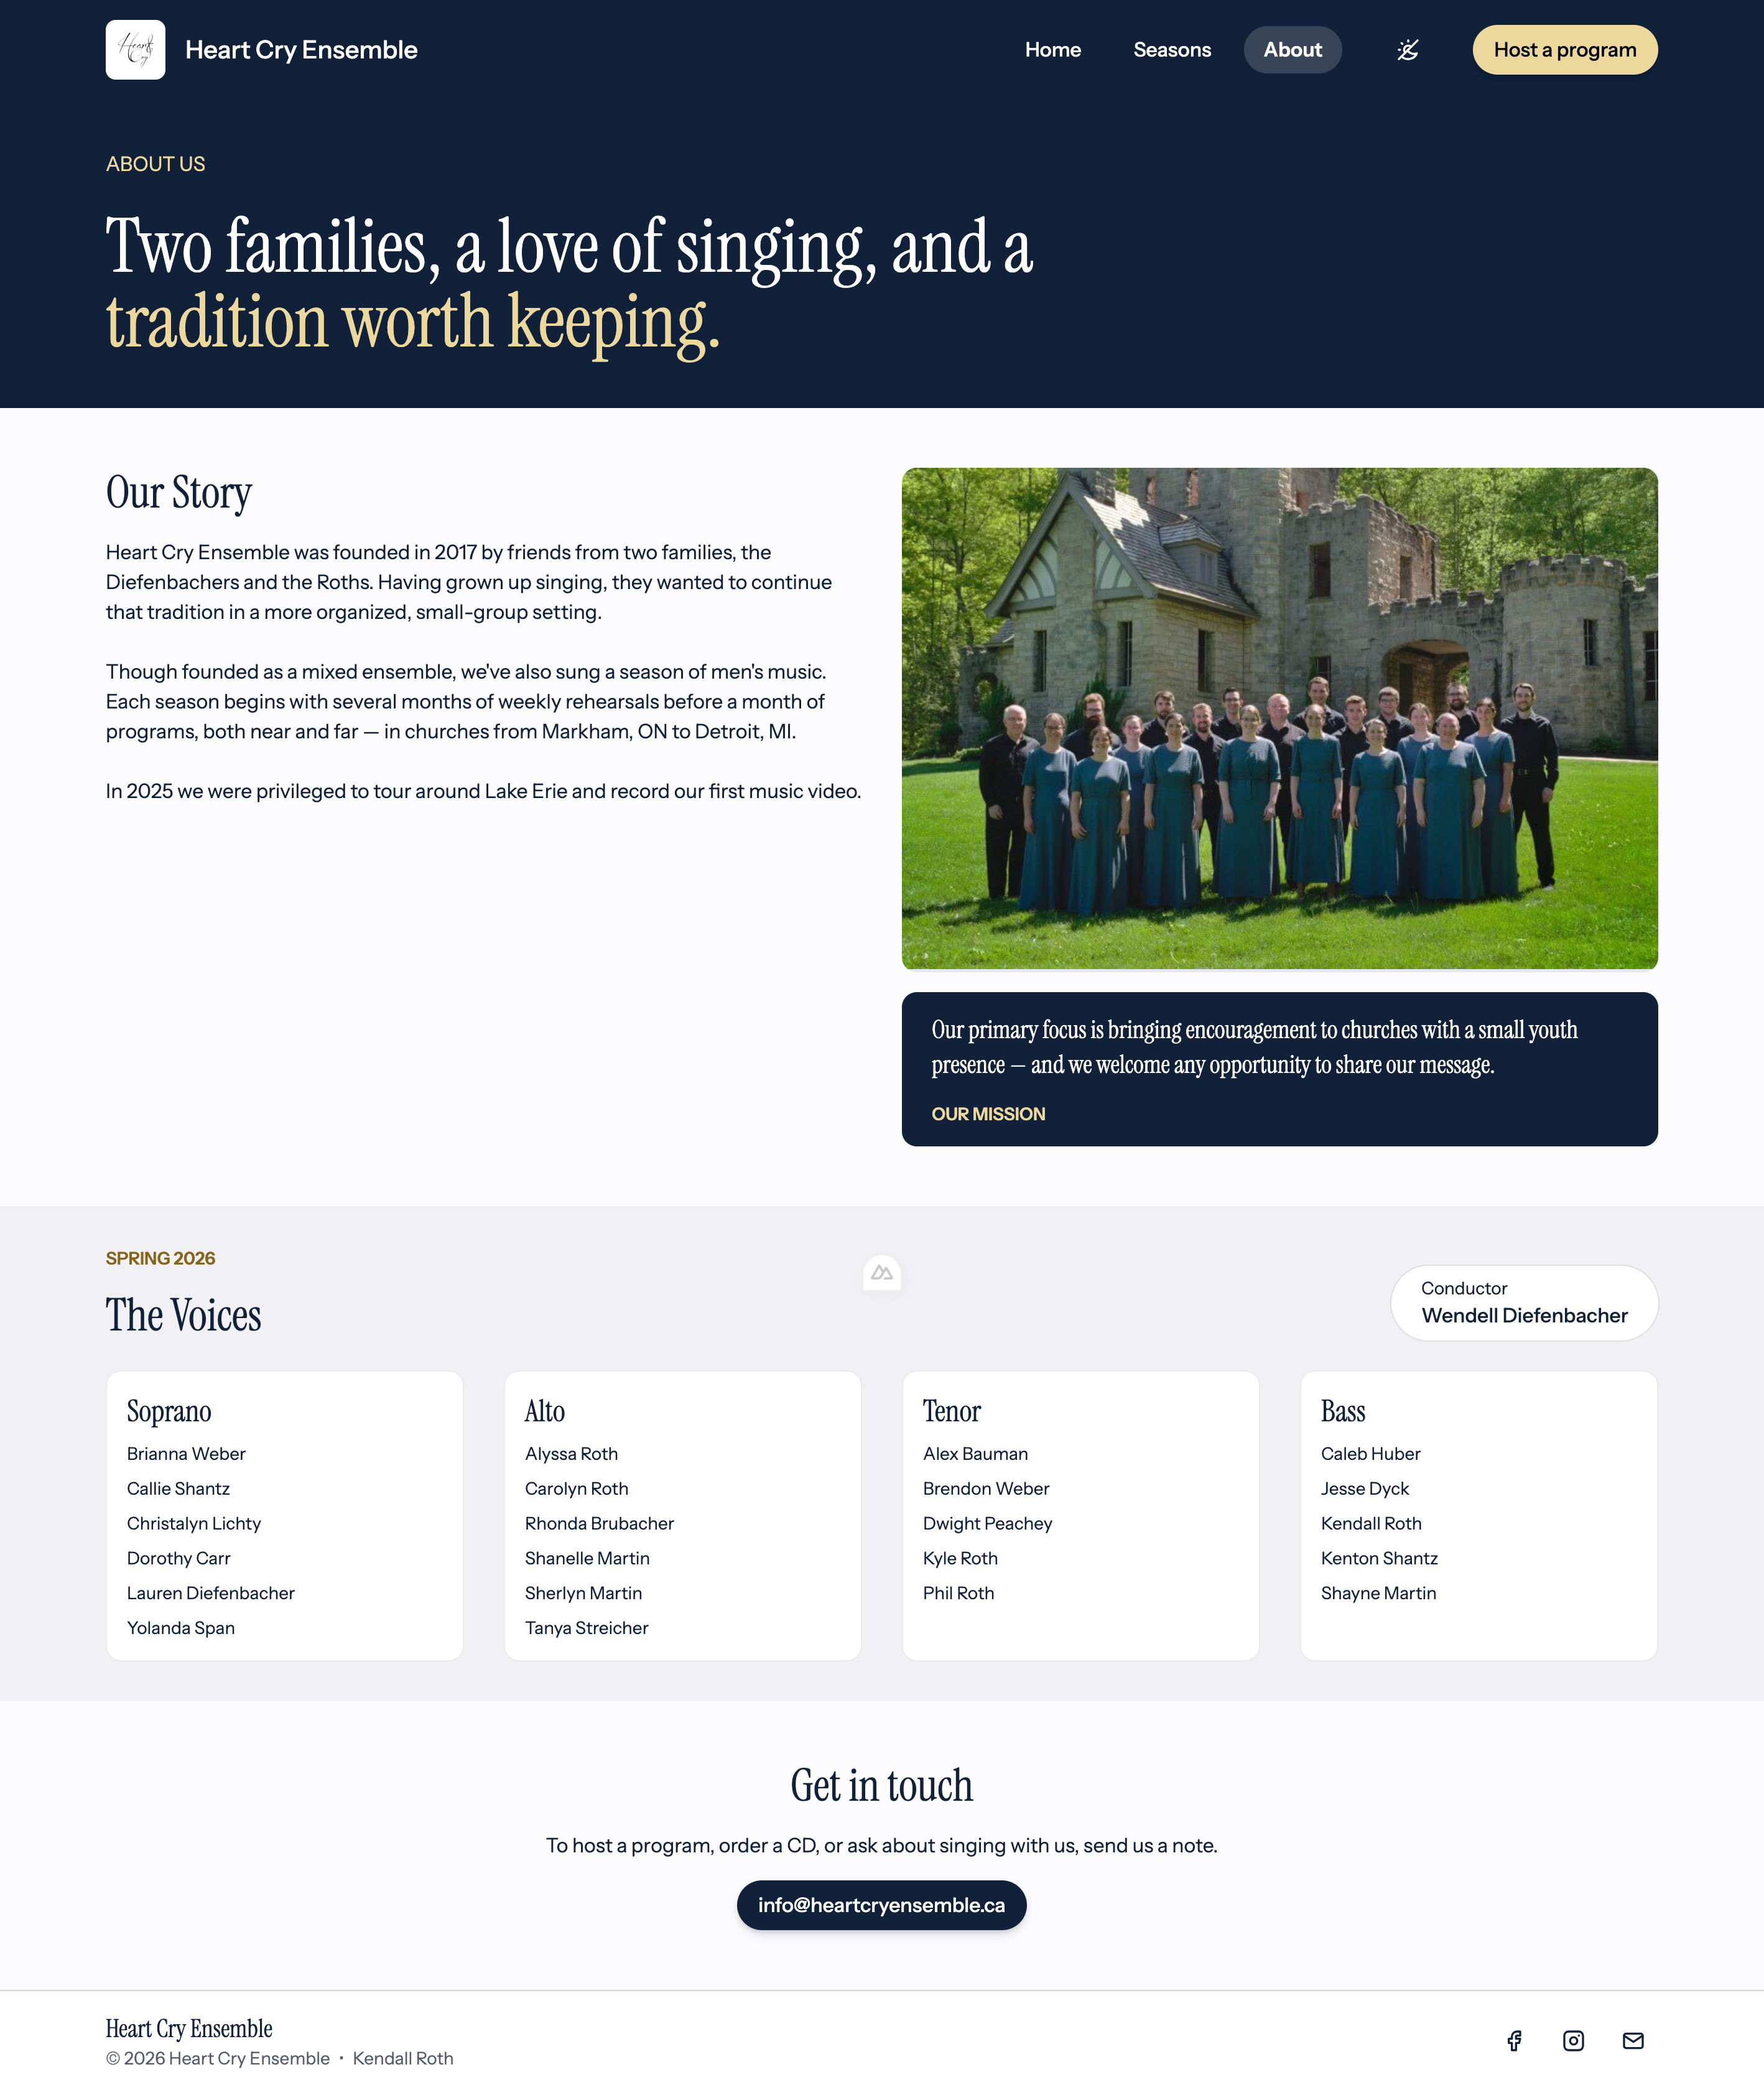 Heart Cry
Heart Cry Ensemble
Home
Seasons
About
Host a program
ABOUT US
Two families, a love of singing, and a
tradition worth keeping.
Our Story
Heart Cry Ensemble was founded in 2017 by friends from two families, the
Diefenbachers and the Roths. Having grown up singing, they wanted to continue
that tradition in a more organized, small-group setting.
Though founded as a mixed ensemble, we've also sung a season of men's music.
Each season begins with several months of weekly rehearsals before a month of
programs, both near and far — in churches from Markham, ON to Detroit, MI.
In 2025 we were privileged to tour around Lake Erie and record our first music video.
Our primary focus is bringing encouragement to churches with a small youth
presence — and we welcome any opportunity to share our message.
OUR MISSION
SPRING 2026
The Voices
Conductor
Wendell Diefenbacher
Soprano
Brianna Weber
Callie Shantz
Christalyn Lichty
Dorothy Carr
Lauren Diefenbacher
Yolanda Span
Alto
Alyssa Roth
Carolyn Roth
Rhonda Brubacher
Shanelle Martin
Sherlyn Martin
Tanya Streicher
Tenor
Alex Bauman
Brendon Weber
Dwight Peachey
Kyle Roth
Phil Roth
Bass
Caleb Huber
Jesse Dyck
Kendall Roth
Kenton Shantz
Shayne Martin
Get in touch
To host a program, order a CD, or ask about singing with us, send us a note.
info@heartcryensemble.ca
Heart Cry Ensemble
© 2026 Heart Cry Ensemble • Kendall Roth